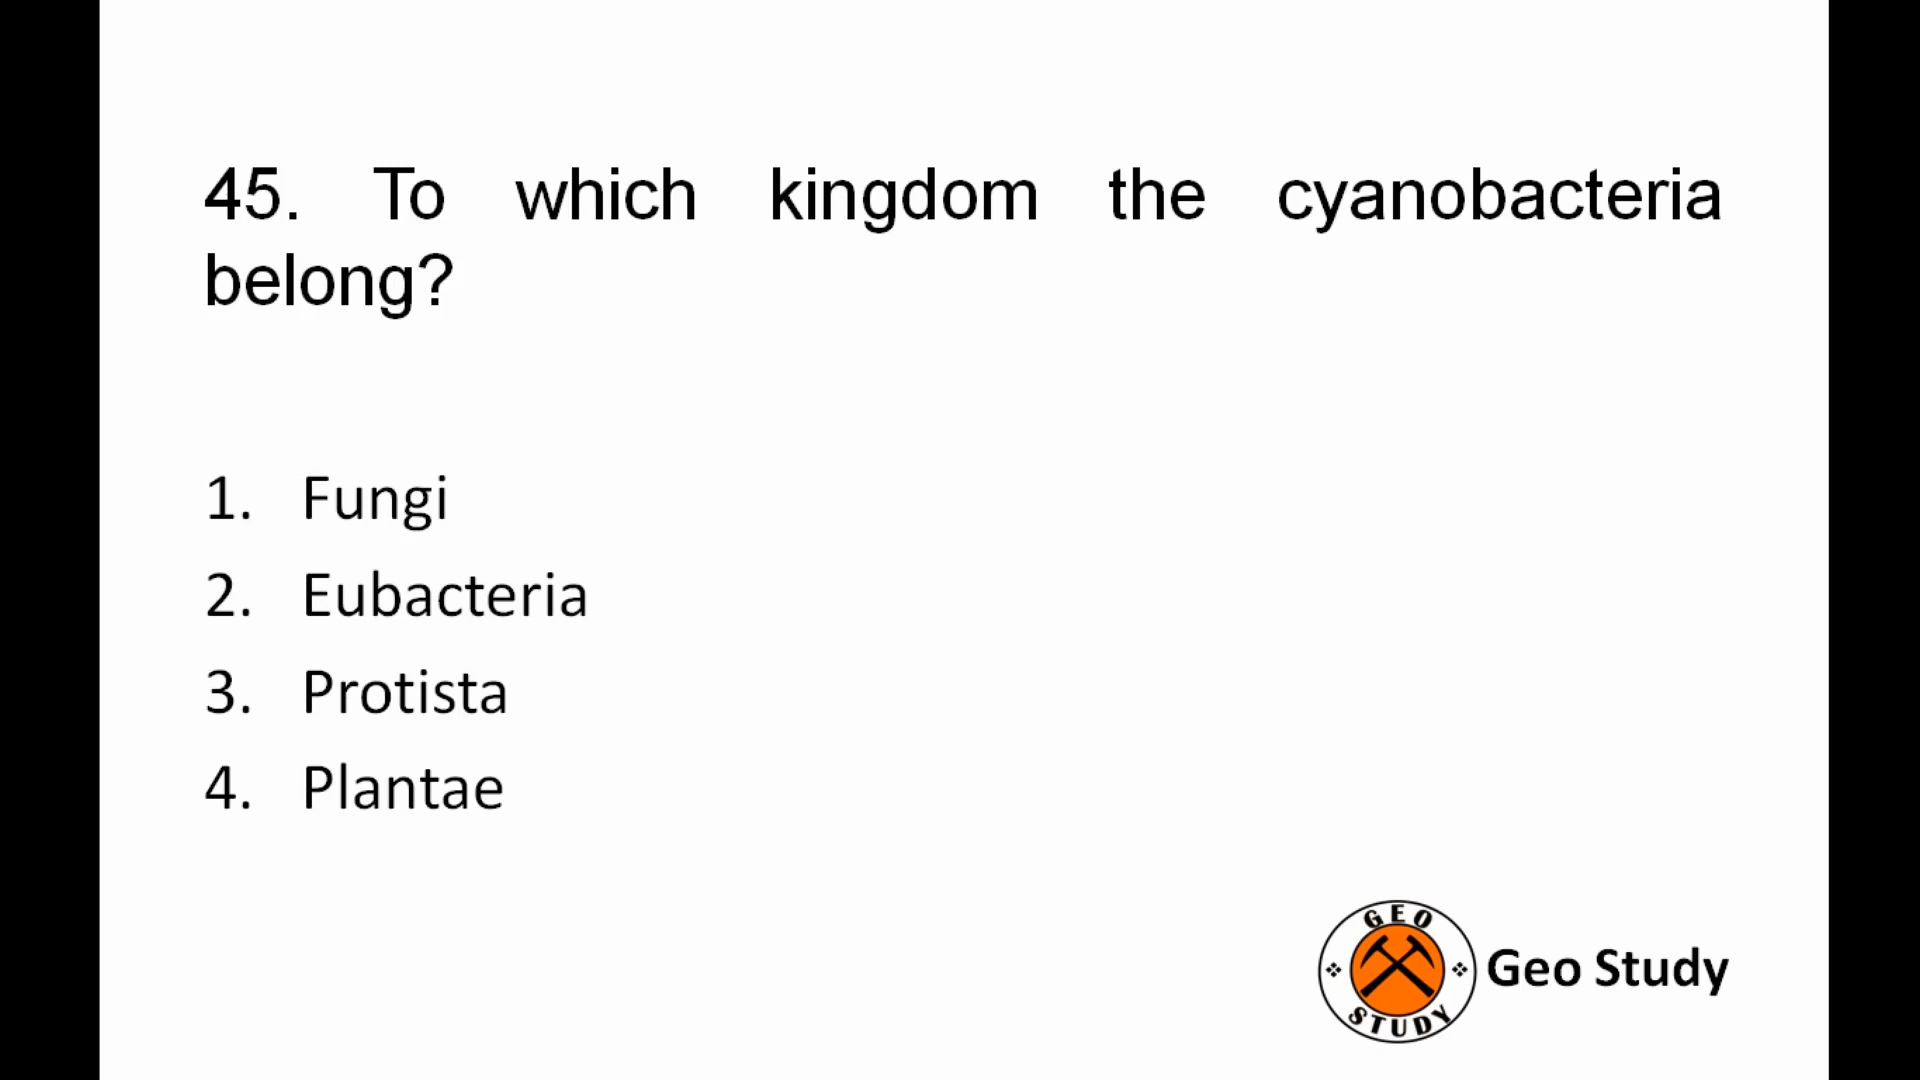 45. To which kingdom the cyanobacteria
belong?
1. Fungi
2. Eubacteria
3. Protista
4. Plantae
GEO
STUDY
Geo Study